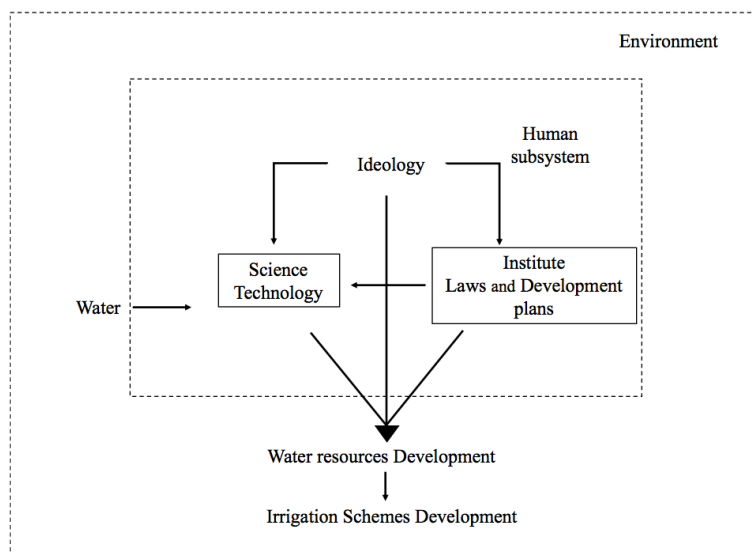 Environment
Human
subsystem
Ideology
Science
Technology
Institute
Laws and Development
plans
Water
Water resources Development
Irrigation Schemes Development